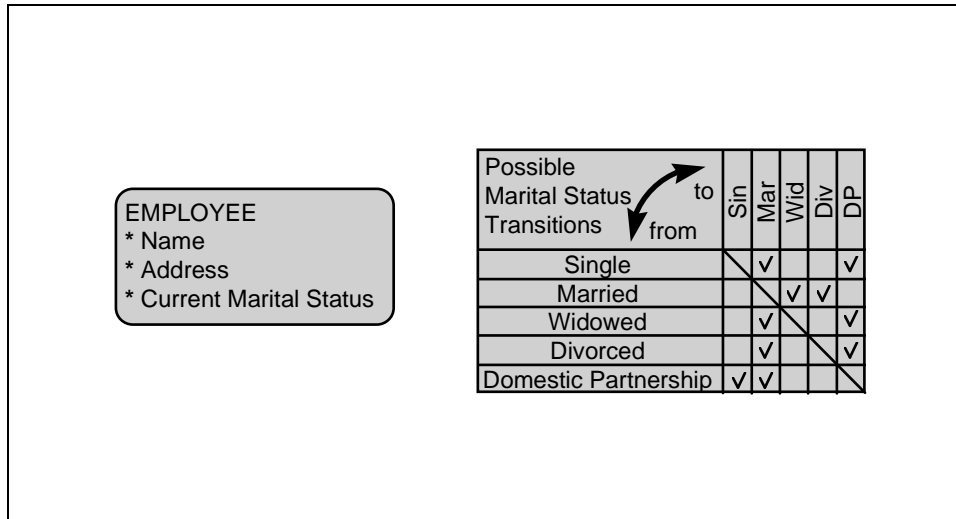 EMPLOYEE
* Name
* Address
* Current Marital Status
Possible
Marital Status
Transitions
to
from
Sin
Mar
Wid
Div
DP
Single
Married
Widowed
Divorced
Domestic Partnership